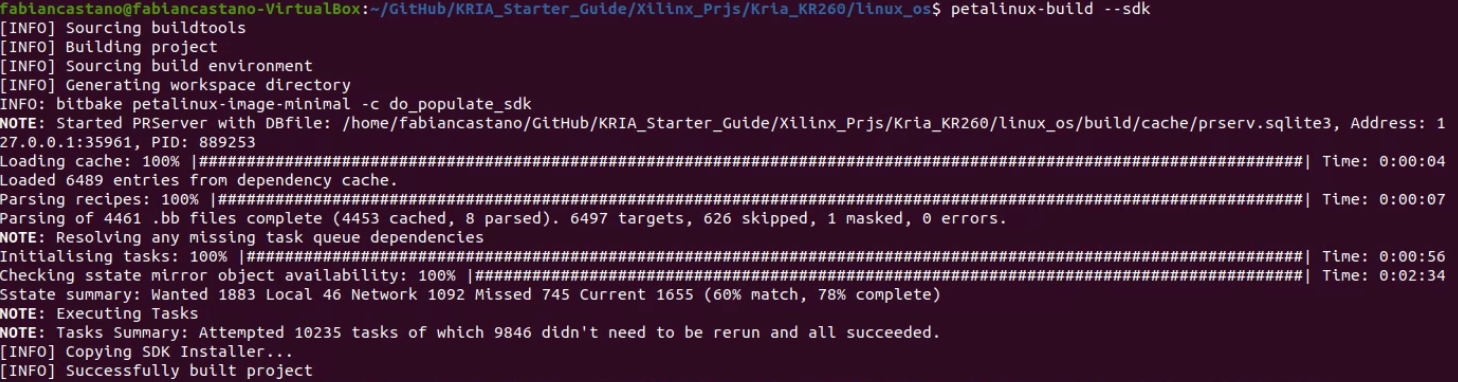 fabiancastano@fabiancastano-VirtualBox:~/GitHub/KRIA_Starter_Guide/Xilinx_Prjs/Kria_KR260/linux_os$ petalinux-build --sdk
[INFO] Sourcing buildtools
[INFO] Building project
[INFO] Sourcing build environment
[INFO] Generating workspace directory
INFO: bitbake petalinux-image-minimal -c do_populate_sdk
NOTE: Started PRServer with DBfile: /home/fabiancastano/GitHub/KRIA_Starter_Guide/Xilinx_Prjs/Kria_KR260/linux_os/build/cache/prserv.sqlite3, Address: 1
27.0.0.1:35961, PID: 889253
Loading cache: 100% |####################################################################################################################| Time: 0:00:04
Loaded 6489 entries from dependency cache.
Parsing recipes: 100% |##################################################################################################################| Time: 0:00:07
Parsing of 4461 .bb files complete (4453 cached, 8 parsed). 6497 targets, 626 skipped, 1 masked, 0 errors.
NOTE: Resolving any missing task queue dependencies
Initialising tasks: 100% |###############################################################################################################| Time: 0:00:56
Checking sstate mirror object availability: 100% |#######################################################################################| Time: 0:02:34
Sstate summary: Wanted 1883 Local 46 Network 1092 Missed 745 Current 1655 (60% match, 78% complete)
NOTE: Executing Tasks
NOTE: Tasks Summary: Attempted 10235 tasks of which 9846 didn't need to be rerun and all succeeded.
[INFO] Copying SDK Installer...
[INFO] Successfully built project